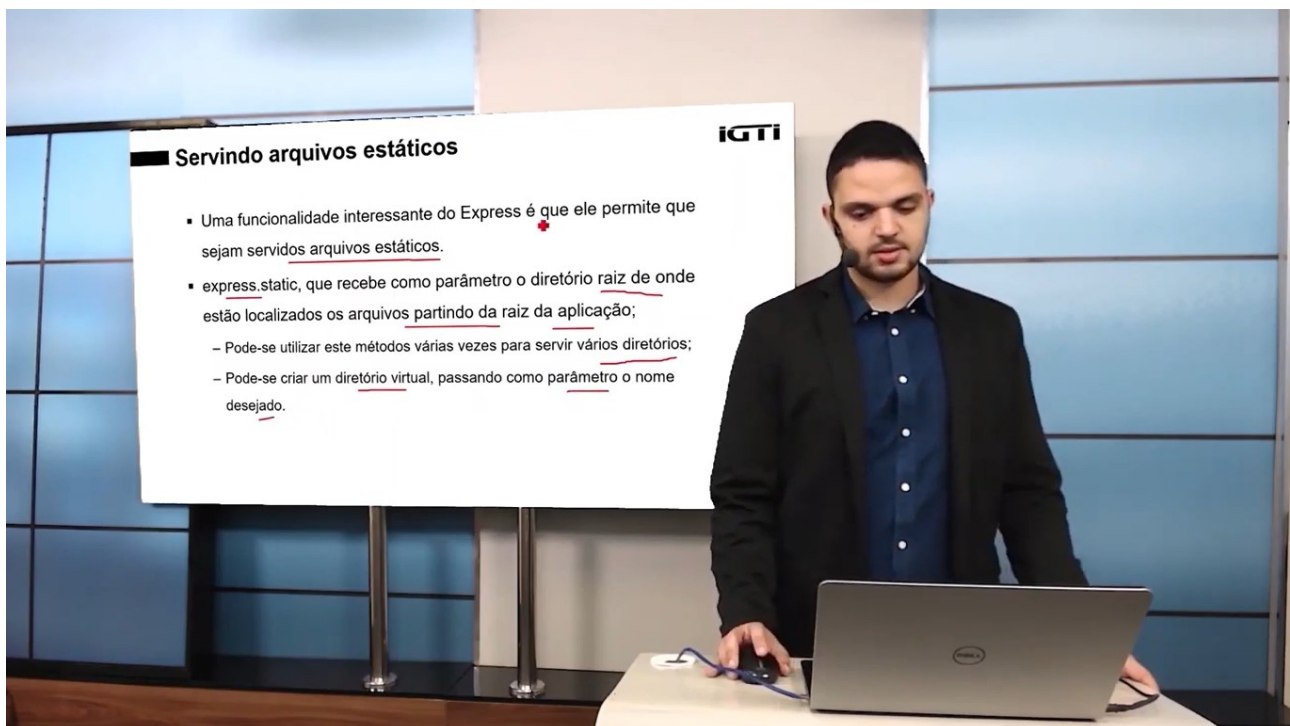 Servindo arquivos estáticos
iGTi
▪ Uma funcionalidade interessante do Express é que ele permite que
sejam servidos arquivos estáticos.
▪ express.static, que recebe como parâmetro o diretório raiz de onde
estão localizados os arquivos partindo da raiz da aplicação;
– Pode-se utilizar este métodos várias vezes para servir vários diretórios;
– Pode-se criar um diretório virtual, passando como parâmetro o nome
desejado.
DELL